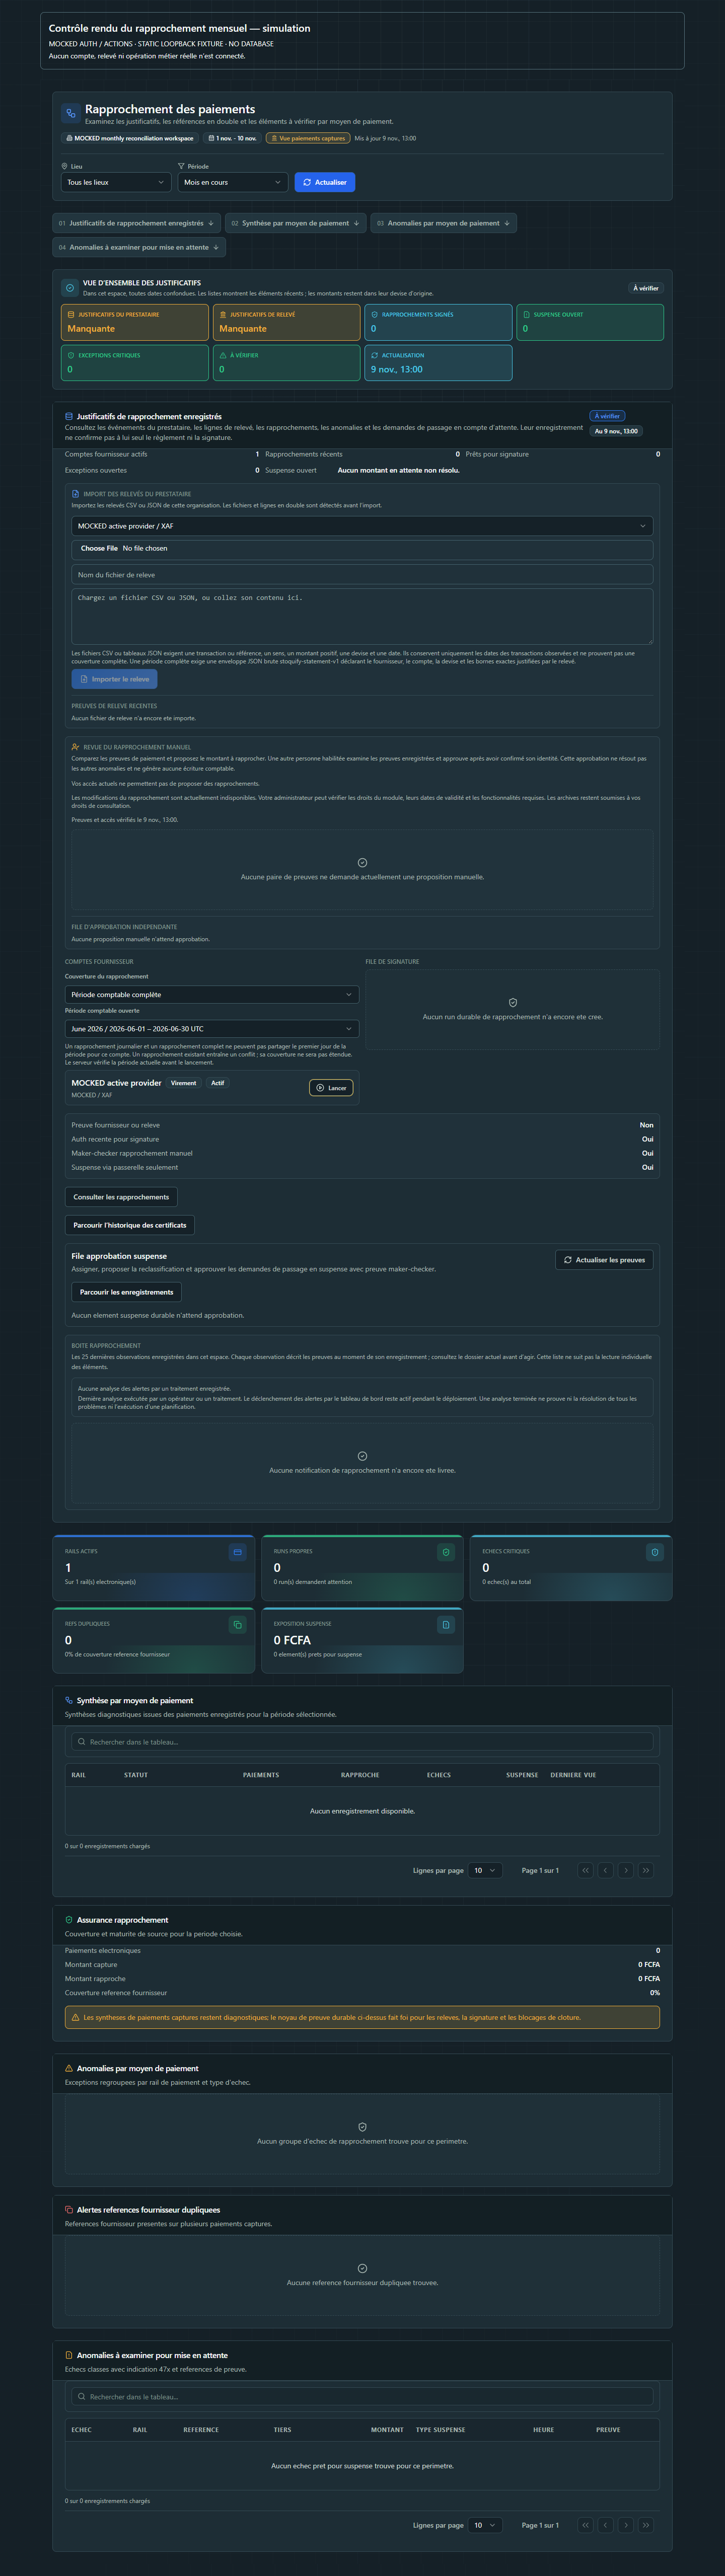 Contrôle rendu du rapprochement mensuel — simulation
MOCKED AUTH / ACTIONS · STATIC LOOPBACK FIXTURE · NO DATABASE
Aucun compte, relevé ni opération métier réelle n'est connecté.
Rapprochement des paiements
Examinez les justificatifs, les références en double et les éléments à vérifier par moyen de paiement.
MOCKED monthly reconciliation workspace
1 nov. - 10 nov.
Vue paiements captures
Mis à jour 9 nov., 13:00
Lieu
Période
Tous les lieux
Mois en cours
Actualiser
01 Justificatifs de rapprochement enregistrés
02 Synthèse par moyen de paiement
03 Anomalies par moyen de paiement
04 Anomalies à examiner pour mise en attente
VUE D'ENSEMBLE DES JUSTIFICATIFS
Dans cet espace, toutes dates confondues. Les listes montrent les éléments récents ; les montants restent dans leur devise d'origine.
À vérifier
JUSTIFICATIFS DU PRESTATAIRE
Manquante
JUSTIFICATIFS DE RELEVÉ
Manquante
RAPPROCHEMENTS SIGNÉS
0
SUSPENSE OUVERT
0
EXCEPTIONS CRITIQUES
0
À VÉRIFIER
0
ACTUALISATION
9 nov., 13:00
Justificatifs de rapprochement enregistrés
Consultez les événements du prestataire, les lignes de relevé, les rapprochements, les anomalies et les demandes de passage en compte d'attente. Leur enregistrement
ne confirme pas à lui seul le règlement ni la signature.
À vérifier
Au 9 nov., 13:00
Comptes fournisseur actifs 1
Rapprochements récents 0
Prêts pour signature 0
Exceptions ouvertes 0
Suspense ouvert Aucun montant en attente non résolu.
IMPORT DES RELEVÉS DU PRESTATAIRE
Importez les relevés CSV ou JSON de cette organisation. Les fichiers et lignes en double sont détectés avant l'import.
MOCKED active provider / XAF
Choose File No file chosen
Nom du fichier de releve
Chargez un fichier CSV ou JSON, ou collez son contenu ici.
Les fichiers CSV ou tableaux JSON exigent une transaction ou référence, un sens, un montant positif, une devise et une date. Ils conservent uniquement les dates des transactions observées et ne prouvent pas une
couverture complète. Une période complète exige une enveloppe JSON brute stoquify-statement-v1 déclarant le fournisseur, le compte, la devise et les bornes exactes justifiées par le relevé.
Importer le releve
PREUVES DE RELEVE RECENTES
Aucun fichier de releve n'a encore ete importe.
REVUE DU RAPPROCHEMENT MANUEL
Comparez les preuves de paiement et proposez le montant à rapprocher. Une autre personne habilitée examine les preuves enregistrées et approuve après avoir confirmé son identité. Cette approbation ne résout pas
les autres anomalies et ne génère aucune écriture comptable.
Vos accès actuels ne permettent pas de proposer des rapprochements.
Les modifications du rapprochement sont actuellement indisponibles. Votre administrateur peut vérifier les droits du module, leurs dates de validité et les fonctionnalités requises. Les archives restent soumises à vos
droits de consultation.
Preuves et accès vérifiés le 9 nov., 13:00.
Aucune paire de preuves ne demande actuellement une proposition manuelle.
FILE D'APPROBATION INDEPENDANTE
Aucune proposition manuelle n'attend approbation.
COMPTES FOURNISSEUR
Couverture du rapprochement
Période comptable complète
Période comptable ouverte
June 2026 / 2026-06-01 – 2026-06-30 UTC
Un rapprochement journalier et un rapprochement complet ne peuvent pas partager le premier jour de la
période pour ce compte. Un rapprochement existant entraîne un conflit ; sa couverture ne sera pas étendue.
Le serveur vérifie la période actuelle avant le lancement.
MOCKED active provider Virement Actif
MOCKED / XAF
Lancer
FILE DE SIGNATURE
Aucun run durable de rapprochement n'a encore ete cree.
Preuve fournisseur ou releve Non
Auth recente pour signature Oui
Maker-checker rapprochement manuel Oui
Suspense via passerelle seulement Oui
Consulter les rapprochements
Parcourir l'historique des certificats
File approbation suspense
Assigner, proposer la reclassification et approuver les demandes de passage en suspense avec preuve maker-checker.
Actualiser les preuves
Parcourir les enregistrements
Aucun element suspense durable n'attend approbation.
BOITE RAPPROCHEMENT
Les 25 dernières observations enregistrées dans cet espace. Chaque observation décrit les preuves au moment de son enregistrement ; consultez le dossier actuel avant d'agir. Cette liste ne suit pas la lecture individuelle
des éléments.
Aucune analyse des alertes par un traitement enregistrée.
Dernière analyse exécutée par un opérateur ou un traitement. Le déclenchement des alertes par le tableau de bord reste actif pendant le déploiement. Une analyse terminée ne prouve ni la résolution de tous les
problèmes ni l'exécution d'une planification.
Aucune notification de rapprochement n'a encore ete livree.
RAILS ACTIFS
1
Sur 1 rail(s) electronique(s)
RUNS PROPRES
0
0 run(s) demandent attention
ECHECS CRITIQUES
0
0 echec(s) au total
REFS DUPLIQUEES
0
0% de couverture reference fournisseur
EXPOSITION SUSPENSE
0 FCFA
0 element(s) prets pour suspense
Synthèse par moyen de paiement
Synthèses diagnostiques issues des paiements enregistrés pour la période sélectionnée.
Rechercher dans le tableau...
RAIL STATUT PAIEMENTS RAPPROCHE ECHECS SUSPENSE DERNIERE VUE
Aucun enregistrement disponible.
0 sur 0 enregistrements chargés
Lignes par page 10 Page 1 sur 1
Assurance rapprochement
Couverture et maturite de source pour la periode choisie.
Paiements electroniques 0
Montant capture 0 FCFA
Montant rapproche 0 FCFA
Couverture reference fournisseur 0%
Les syntheses de paiements captures restent diagnostiques; le noyau de preuve durable ci-dessus fait foi pour les releves, la signature et les blocages de cloture.
Anomalies par moyen de paiement
Exceptions regroupees par rail de paiement et type d'echec.
Aucun groupe d'echec de rapprochement trouve pour ce perimetre.
Alertes references fournisseur dupliquees
References fournisseur presentes sur plusieurs paiements captures.
Aucune reference fournisseur dupliquee trouvee.
Anomalies à examiner pour mise en attente
Echecs classes avec indication 47x et references de preuve.
Rechercher dans le tableau...
ECHEC RAIL REFERENCE TIERS MONTANT TYPE SUSPENSE HEURE PREUVE
Aucun echec pret pour suspense trouve pour ce perimetre.
0 sur 0 enregistrements chargés
Lignes par page 10 Page 1 sur 1